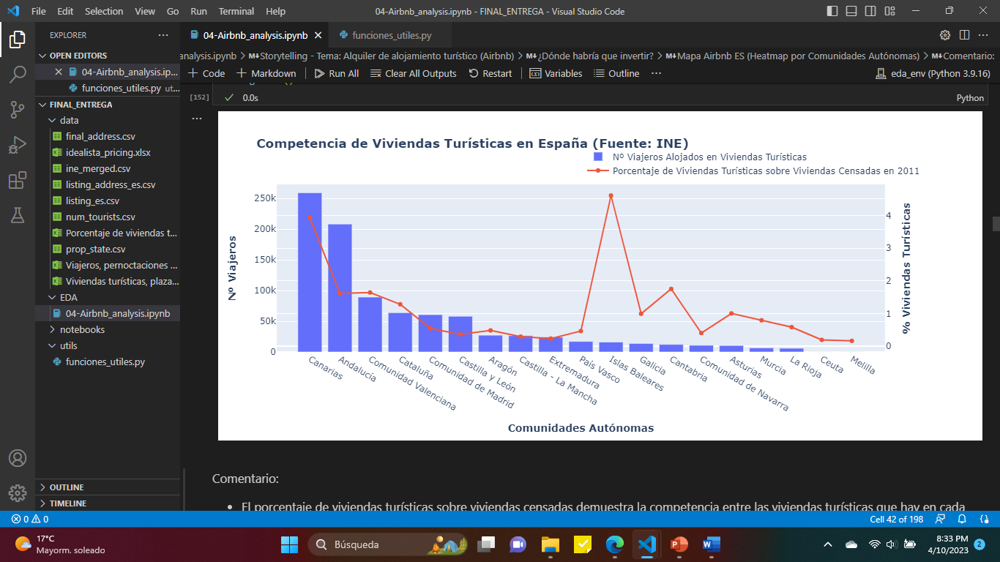 File Edit Selection View Go Run Terminal Help
04-Airbnb_analysis.ipynb - FINAL_ENTREGA - Visual Studio Code
EXPLORER
OPEN EDITORS
04-Airbnb_analysis.ip...
funciones_utiles.py ut...
FINAL_ENTREGA
data
final_address.csv
idealista_pricing.xlsx
ine_merged.csv
listing_address_es.csv
listing_es.csv
num_tourists.csv
Porcentaje de viviendas t...
prop_state.csv
Viajeros, pernoctaciones ...
Viviendas turísticas, plaza...
EDA
04-Airbnb_analysis.ipynb
notebooks
utils
funciones_utiles.py
OUTLINE
TIMELINE
04-Airbnb_analysis.ipynb
funciones_utiles.py
analysis.ipynb > M↓Storytelling - Tema: Alquiler de alojamiento turístico (Airbnb) > M↓¿Dónde habría que invertir? > M↓Mapa Airbnb ES (Heatmap por Comunidades Autónomas) > M↓Comentario:
+ Code + Markdown Run All Clear All Outputs Restart Variables Outline ...
eda_env (Python 3.9.16)
[152] ✓ 0.0s
Python
Competencia de Viviendas Turísticas en España (Fuente: INE)
Nº Viajeros Alojados en Viviendas Turísticas
Porcentaje de Viviendas Turísticas sobre Viviendas Censadas en 2011
250k
200k
150k
100k
50k
0
Nº Viajeros
4
3
2
1
0
% Viviendas Turísticas
Canarias
Andalucía
Comunidad Valenciana
Cataluña
Comunidad de Madrid
Castilla Y León
Aragón
Castilla - La Mancha
Extremadura
País Vasco
Islas Baleares
Galicia
Cantabria
Comunidad de Navarra
Asturias
Murcia
La Rioja
Ceuta
Melilla
Comunidades Autónomas
Comentario:
• El porcentaje de viviendas turísticas sobre viviendas censadas demuestra la competencia entre las viviendas turísticas que hay en cada
0 0
Cell 42 of 198
17°C
Mayorm. soleado
Búsqueda
8:33 PM
4/10/2023
2